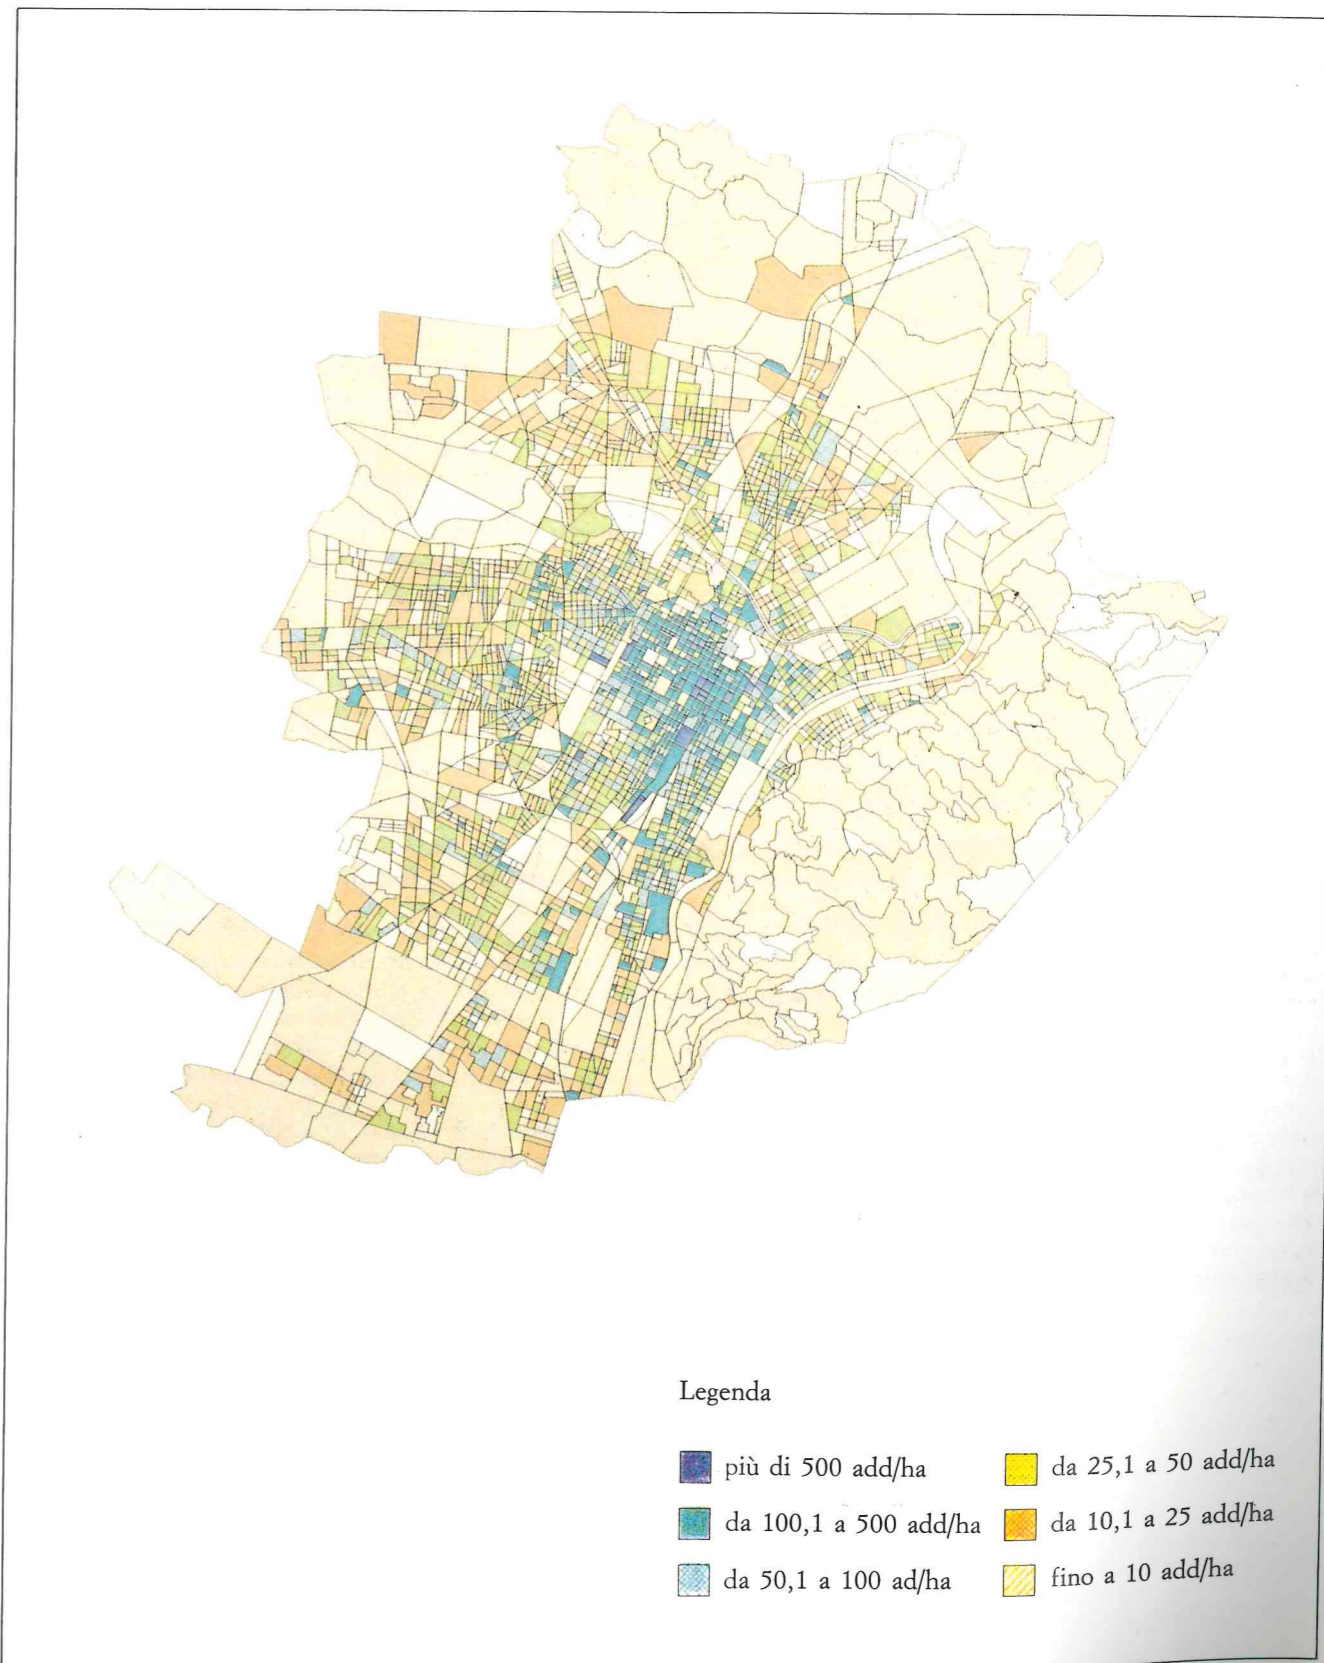 Legenda
più di 500 add/ha
da 100,1 a 500 add/ha
da 50,1 a 100 ad/ha
da 25,1 a 50 add/ha
da 10,1 a 25 add/ha
fino a 10 add/ha